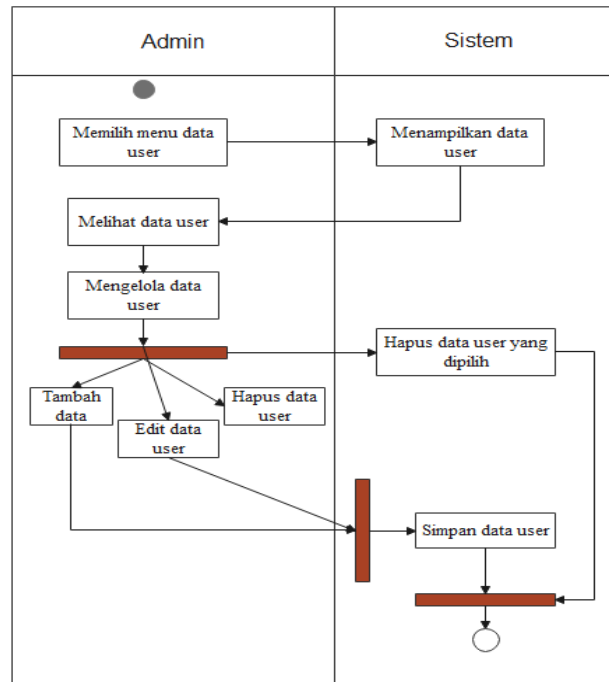 Admin
Sistem
Memilih menu data
user
Menampilkan data
user
Melihat data user
Mengelola data
user
Hapus data user yang
dipilih
Tambah
data
Edit data
user
Hapus data
user
Simpan data user